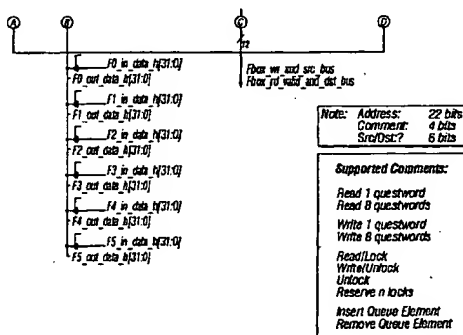 A B C D
32
F0_in_data_h[31:0]
F0_out_data_h[31:0]
F1_in_data_h[31:0]
F1_out_data_h[31:0]
F2_in_data_h[31:0]
F2_out_data_h[31:0]
F3_in_data_h[31:0]
F3_out_data_h[31:0]
F4_in_data_h[31:0]
F4_out_data_h[31:0]
F5_in_data_h[31:0]
F5_out_data_h[31:0]
Fbox_wr_and_src_bus
Fbox_rd_valid_and_dst_bus
Note: Address: 22 bits
Comment: 4 bits
Src/Dst:? 6 bits
Supported Comments:
Read 1 questword
Read 8 questwords
Write 1 questword
Write 8 questwords
Read/Lock
Write/Unlock
Unlock
Reserve n locks
Insert Queue Element
Remove Queue Element